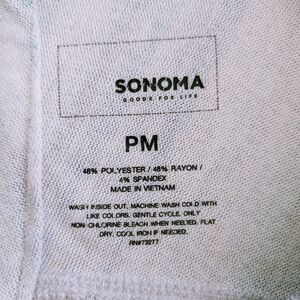 SONOMA
GOODS FOR LIFE
PM
48% POLYESTER / 48% RAYON /
4% SPANDEX
MADE IN VIETNAM
WASH INSIDE OUT. MACHINE WASH COLD WITH
LIKE COLORS. GENTLE CYCLE. ONLY
NON-CHLORINE BLEACH WHEN NEEDED. FLAT
DRY. COOL IRON IF NEEDED.
RN#73277